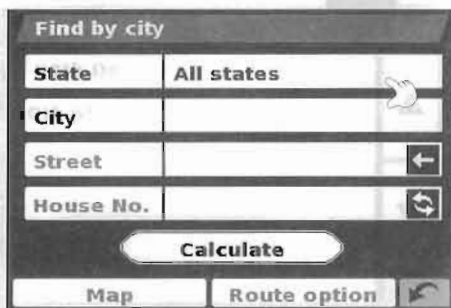 Find by city
State All states
City
Street
House No.
Calculate
Map Route option